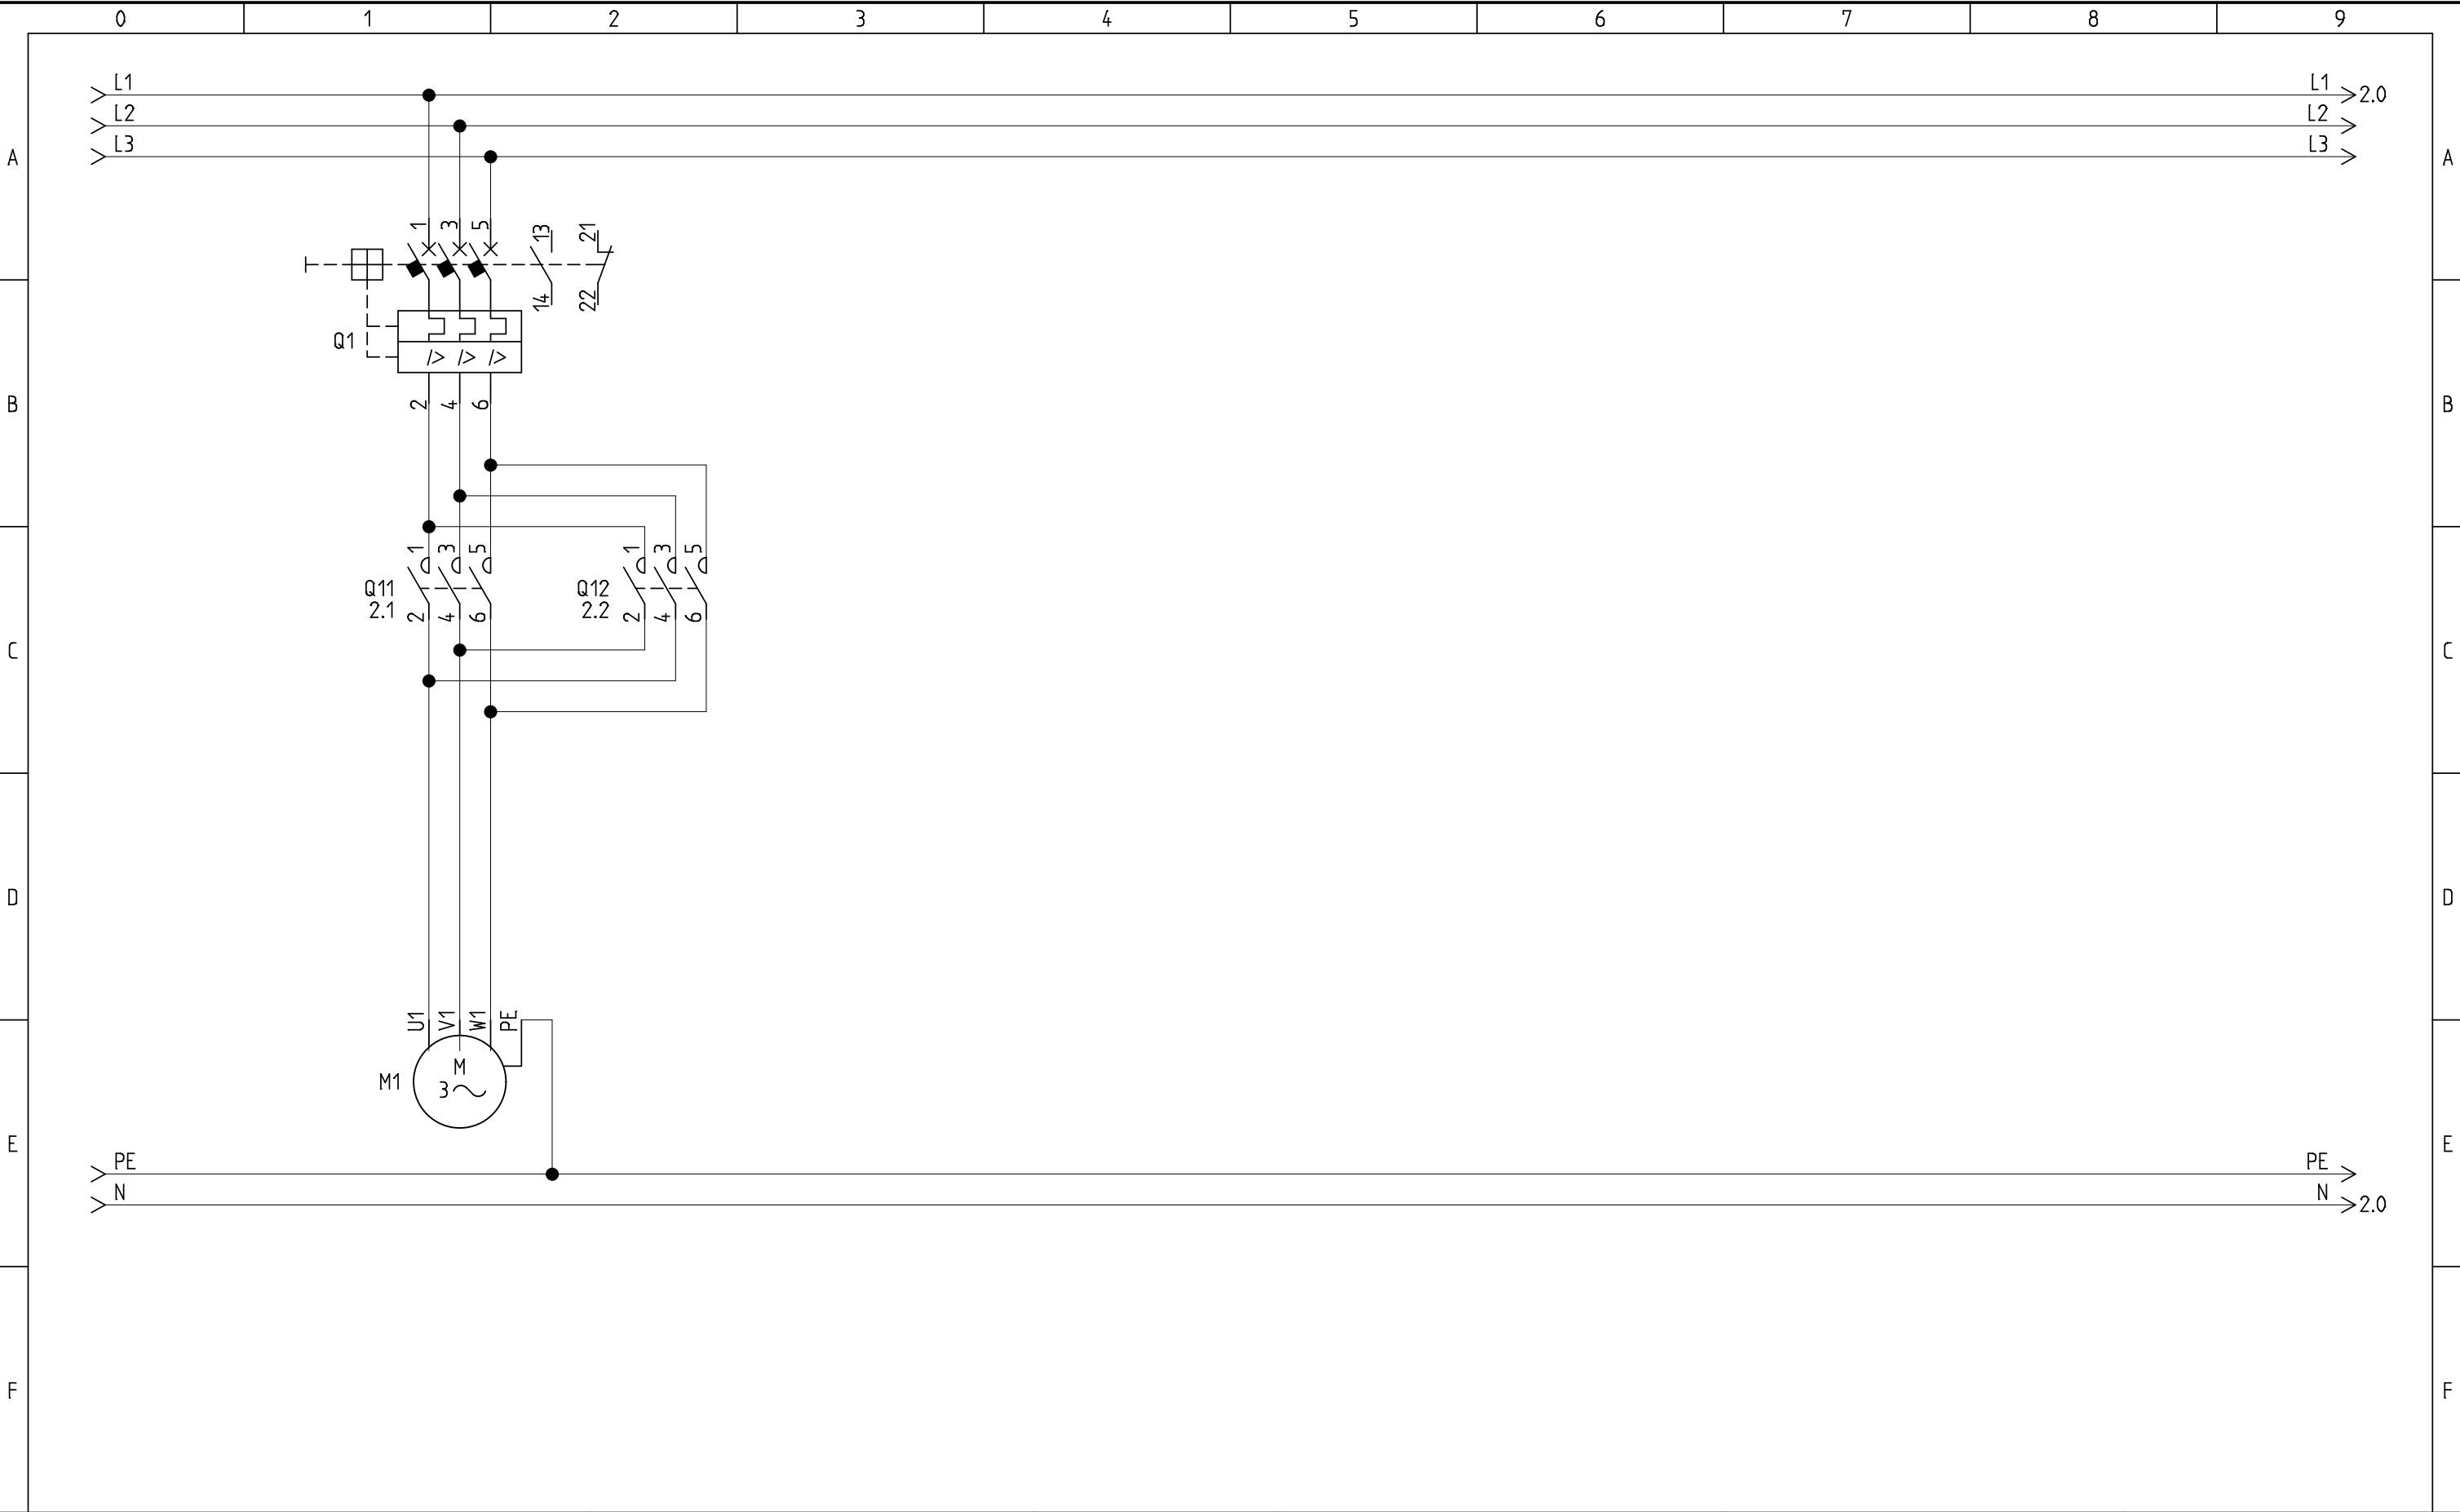 0 1 2 3 4 5 6 7 8 9
L1 L1 2.0
L2 L2
L3 L3
A A
1 3 5 13 21
14 22
Q1
I> I> I>
2 4 6
B B
1 3 5 1 3 5
Q11 Q12
2.1 2.2
2 4 6 2 4 6
C C
D D
U1 V1 W1 PE
M
M1 3~
E E
PE PE
N N 2.0
F F